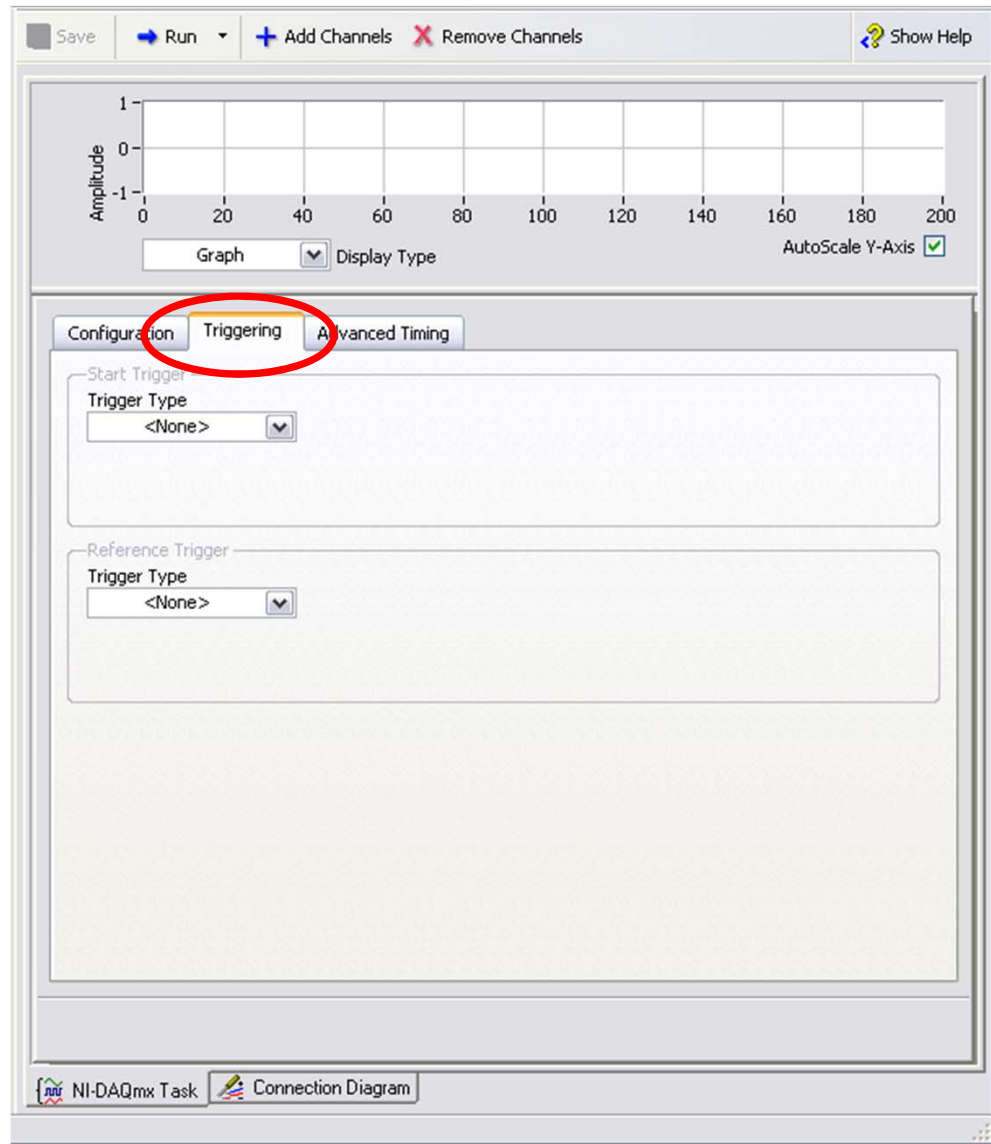 Save Run Add Channels Remove Channels Show Help
1
0
-1
Amplitude
0 20 40 60 80 100 120 140 160 180 200
Graph Display Type AutoScale Y-Axis
Configuration Triggering Advanced Timing
Start Trigger
Trigger Type
<None>
Reference Trigger
Trigger Type
<None>
NI-DAQmx Task Connection Diagram